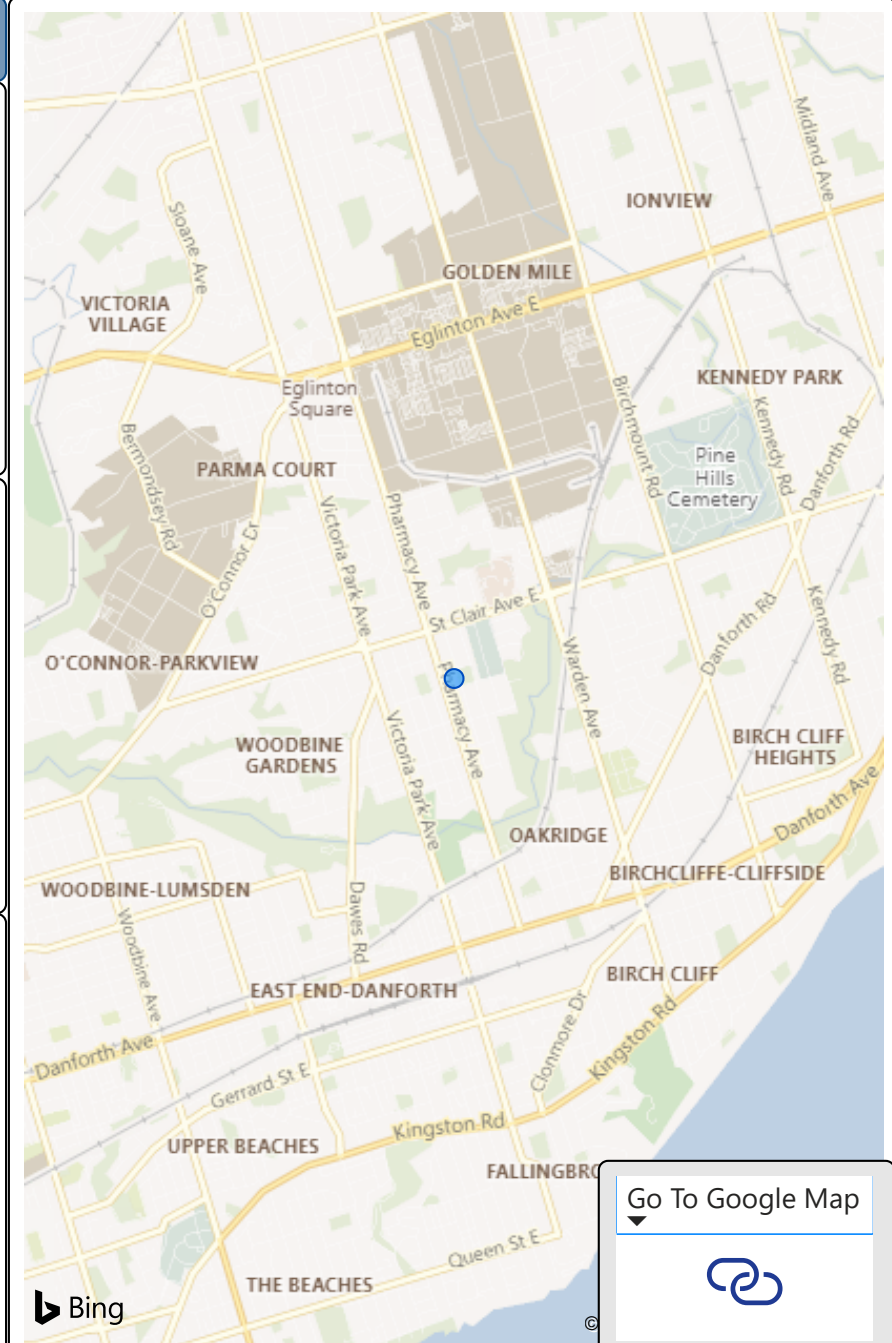 Midland Ave
IONVIEW
Sloane Ave
GOLDEN MILE
VICTORIA
VILLAGE
Eglinton Ave E
Eglinton
Square
KENNEDY PARK
Birchmount Rd
Kennedy Rd
Danforth Rd
Pine
Hills
Cemetery
Bermondsey Rd
PARMA COURT
O'Connor Dr
Victoria Park Ave
Pharmacy Ave
St Clair Ave E
Danforth Rd
Kennedy Rd
O'CONNOR-PARKVIEW
Pharmacy Ave
Warden Ave
WOODBINE
GARDENS
Victoria Park Ave
BIRCH CLIFF
HEIGHTS
Danforth Ave
OAKRIDGE
BIRCHCLIFFE-CLIFFSIDE
WOODBINE-LUMSDEN
Woodbine Ave
Dawes Rd
EAST END-DANFORTH
BIRCH CLIFF
Clonmore Dr
Kingston Rd
Danforth Ave
Gerrard St E
Kingston Rd
UPPER BEACHES
FALLINGBRO
Go To Google Map
Queen St E
THE BEACHES
Bing
©